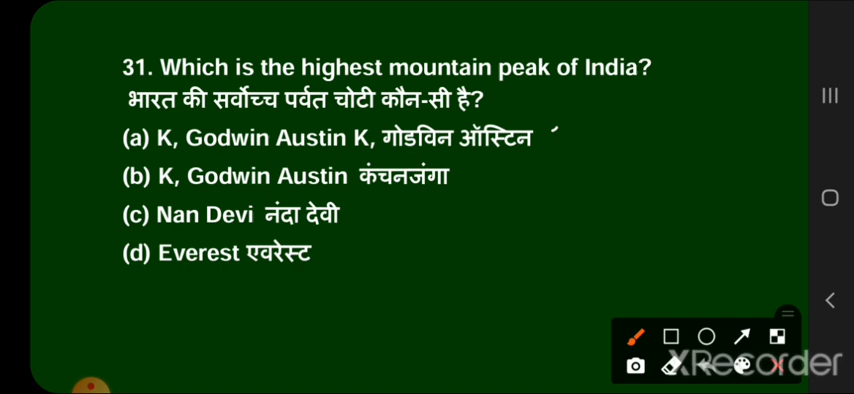 31. Which is the highest mountain peak of India?
भारत की सर्वोच्च पर्वत चोटी कौन-सी है?
(a) K, Godwin Austin K, गोडविन ऑस्टिन
(b) K, Godwin Austin कंचनजंगा
(c) Nan Devi नंदा देवी
(d) Everest एवरेस्ट
XRecorder